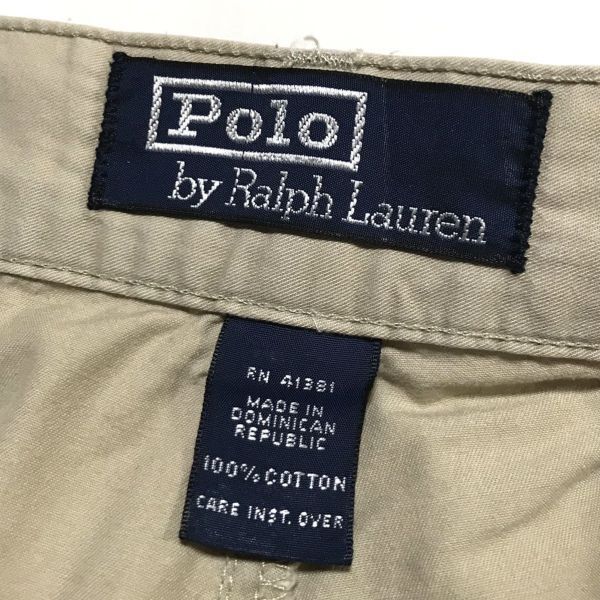 Polo
by Ralph Lauren
RN 41381
MADE IN
DOMINICAN
REPUBLIC
100% COTTON
CARE INST. OVER